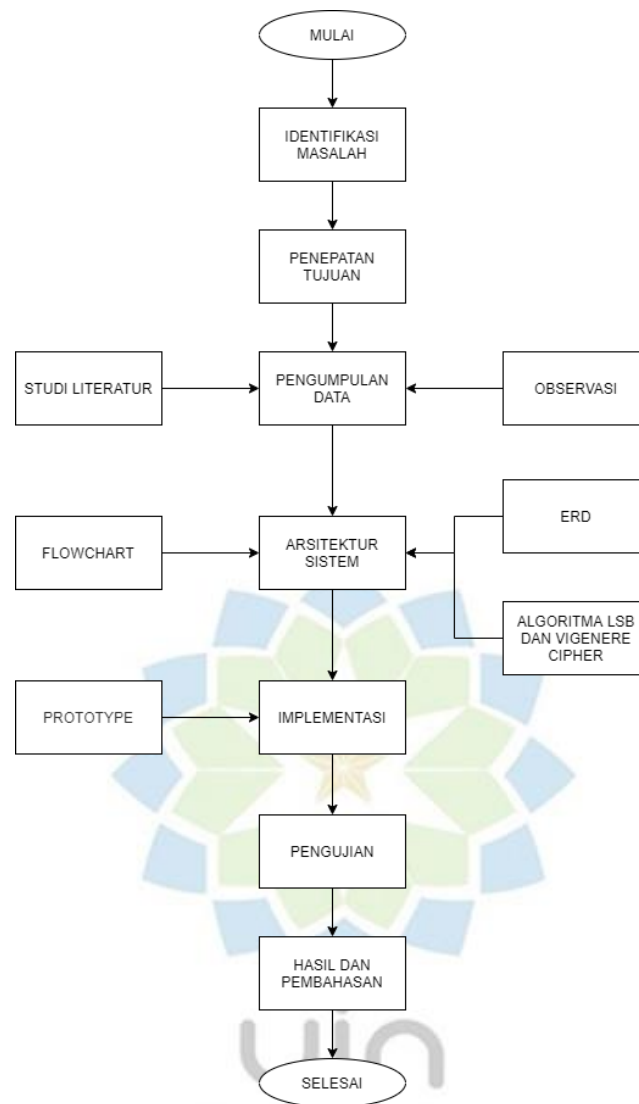 MULAI
IDENTIFIKASI
MASALAH
PENEPATAN
TUJUAN
STUDI LITERATUR
PENGUMPULAN
DATA
OBSERVASI
FLOWCHART
ARSITEKTUR
SISTEM
ERD
ALGORITMA LSB
DAN VIGENERE
CIPHER
PROTOTYPE
IMPLEMENTASI
PENGUJIAN
HASIL DAN
PEMBAHASAN
uin
SELESAI